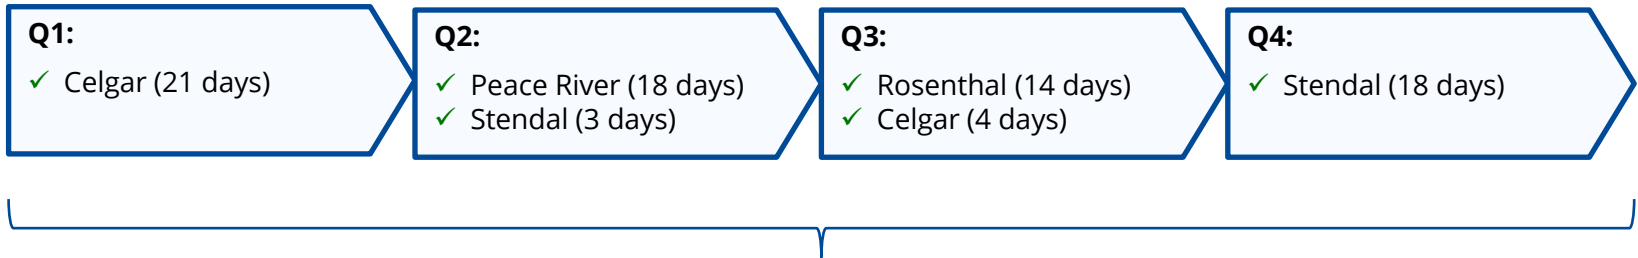 Q1:
✓ Celgar (21 days)
Q2:
✓ Peace River (18 days)
✓ Stendal (3 days)
Q3:
✓ Rosenthal (14 days)
✓ Celgar (4 days)
Q4:
✓ Stendal (18 days)